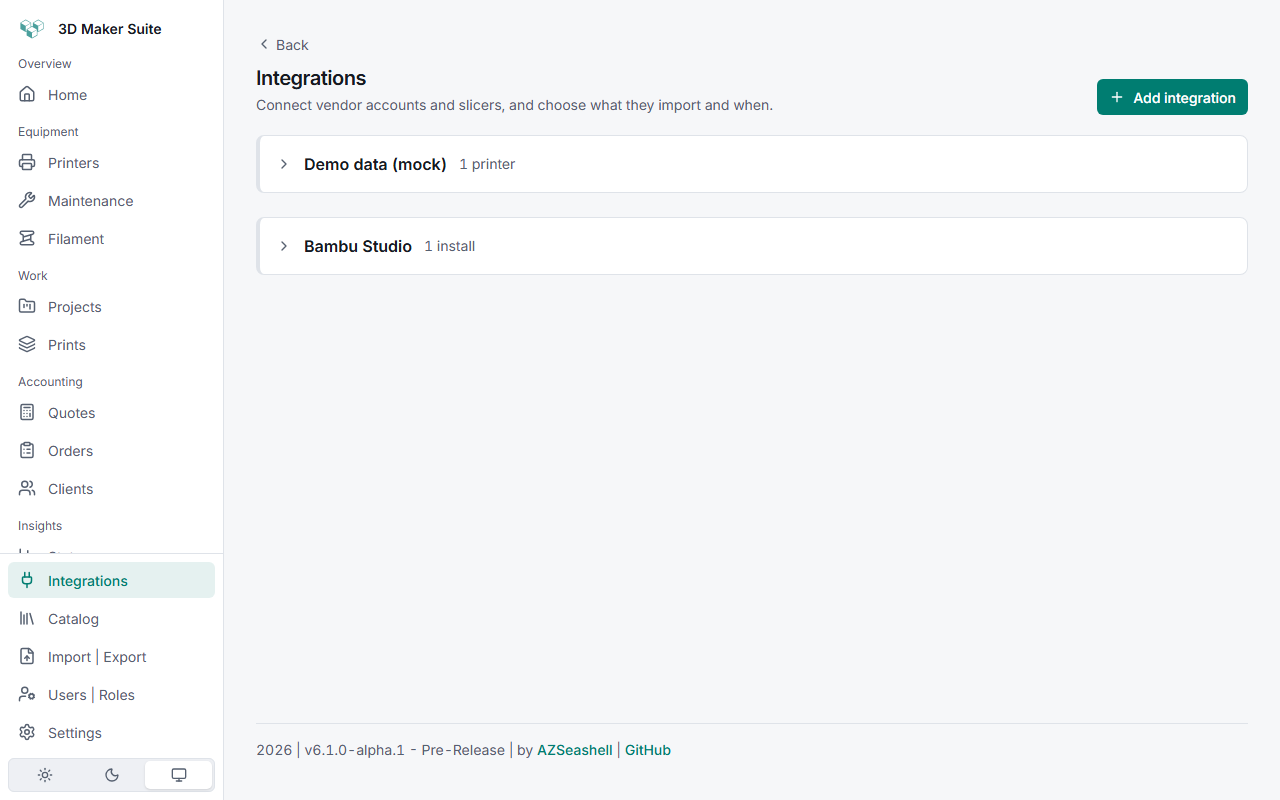 3D Maker Suite
Overview
Home
Equipment
Printers
Maintenance
Filament
Work
Projects
Prints
Accounting
Quotes
Orders
Clients
Insights
Integrations
Catalog
Import | Export
Users | Roles
Settings
Back
Integrations
Connect vendor accounts and slicers, and choose what they import and when.
Add integration
Demo data (mock) 1 printer
Bambu Studio 1 install
2026 | v6.1.0-alpha.1 - Pre-Release | by AZSeashell | GitHub